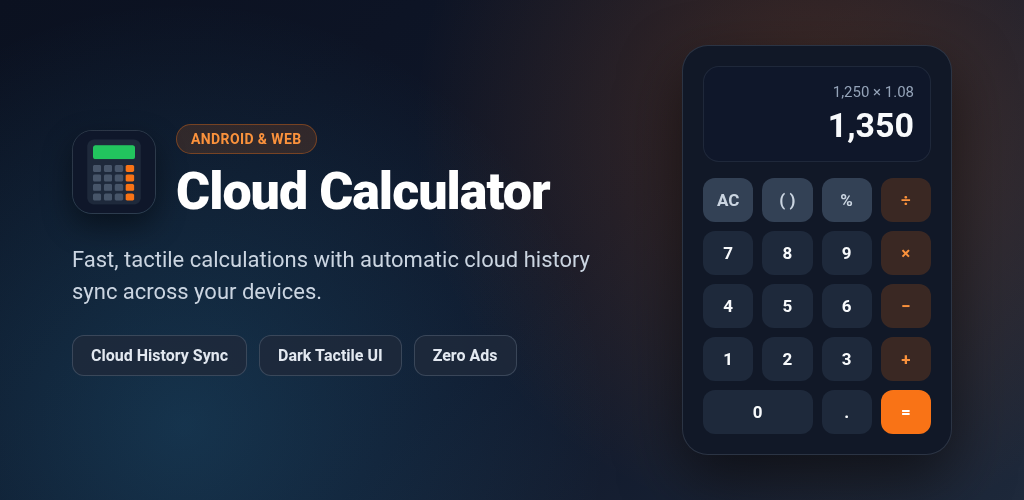 ANDROID & WEB
Cloud Calculator
Fast, tactile calculations with automatic cloud history
sync across your devices.
Cloud History Sync Dark Tactile UI Zero Ads
1,250 × 1.08
1,350
AC ( ) % ÷
7 8 9 ×
4 5 6 −
1 2 3 +
0 . =